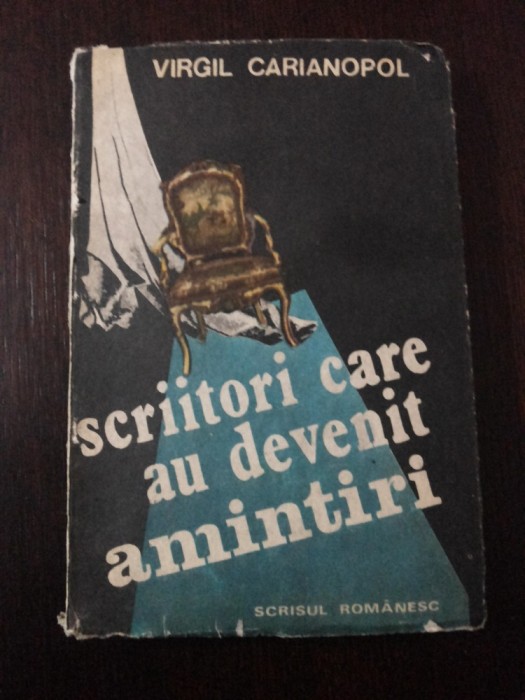 VIRGIL CARIANOPOL
scriitori care
au devenit
amintiri
SCRISUL ROMÂNESC